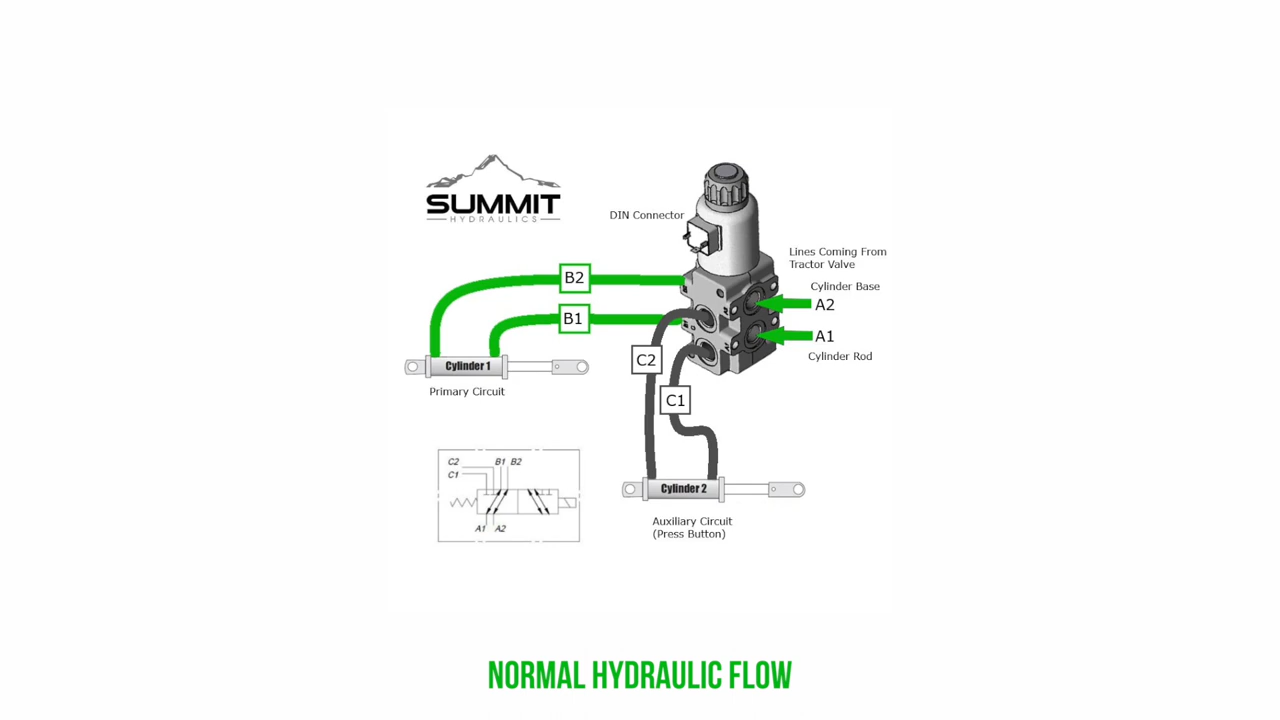 SUMMIT
HYDRAULICS
DIN Connector
Lines Coming From
Tractor Valve
Cylinder Base
A2
A1
Cylinder Rod
B2
B1
C2
C1
Cylinder 1
Primary Circuit
Cylinder 2
Auxiliary Circuit
(Press Button)
C2
B1 B2
C1
A1 A2
NORMAL HYDRAULIC FLOW